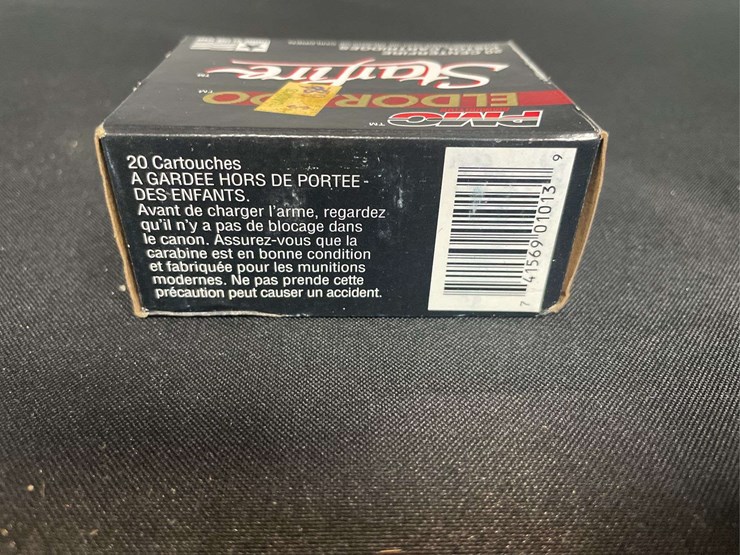 Starfire
ELDORADO
PMC™
20 Cartouches
A GARDEE HORS DE PORTEE -
DES ENFANTS.
Avant de charger l'arme, regardez
qu'il n'y a pas de blocage dans
le canon. Assurez-vous que la
carabine est en bonne condition
et fabriquée pour les munitions
modernes. Ne pas prende cette
précaution peut causer un accident.
7 41569 01013 9